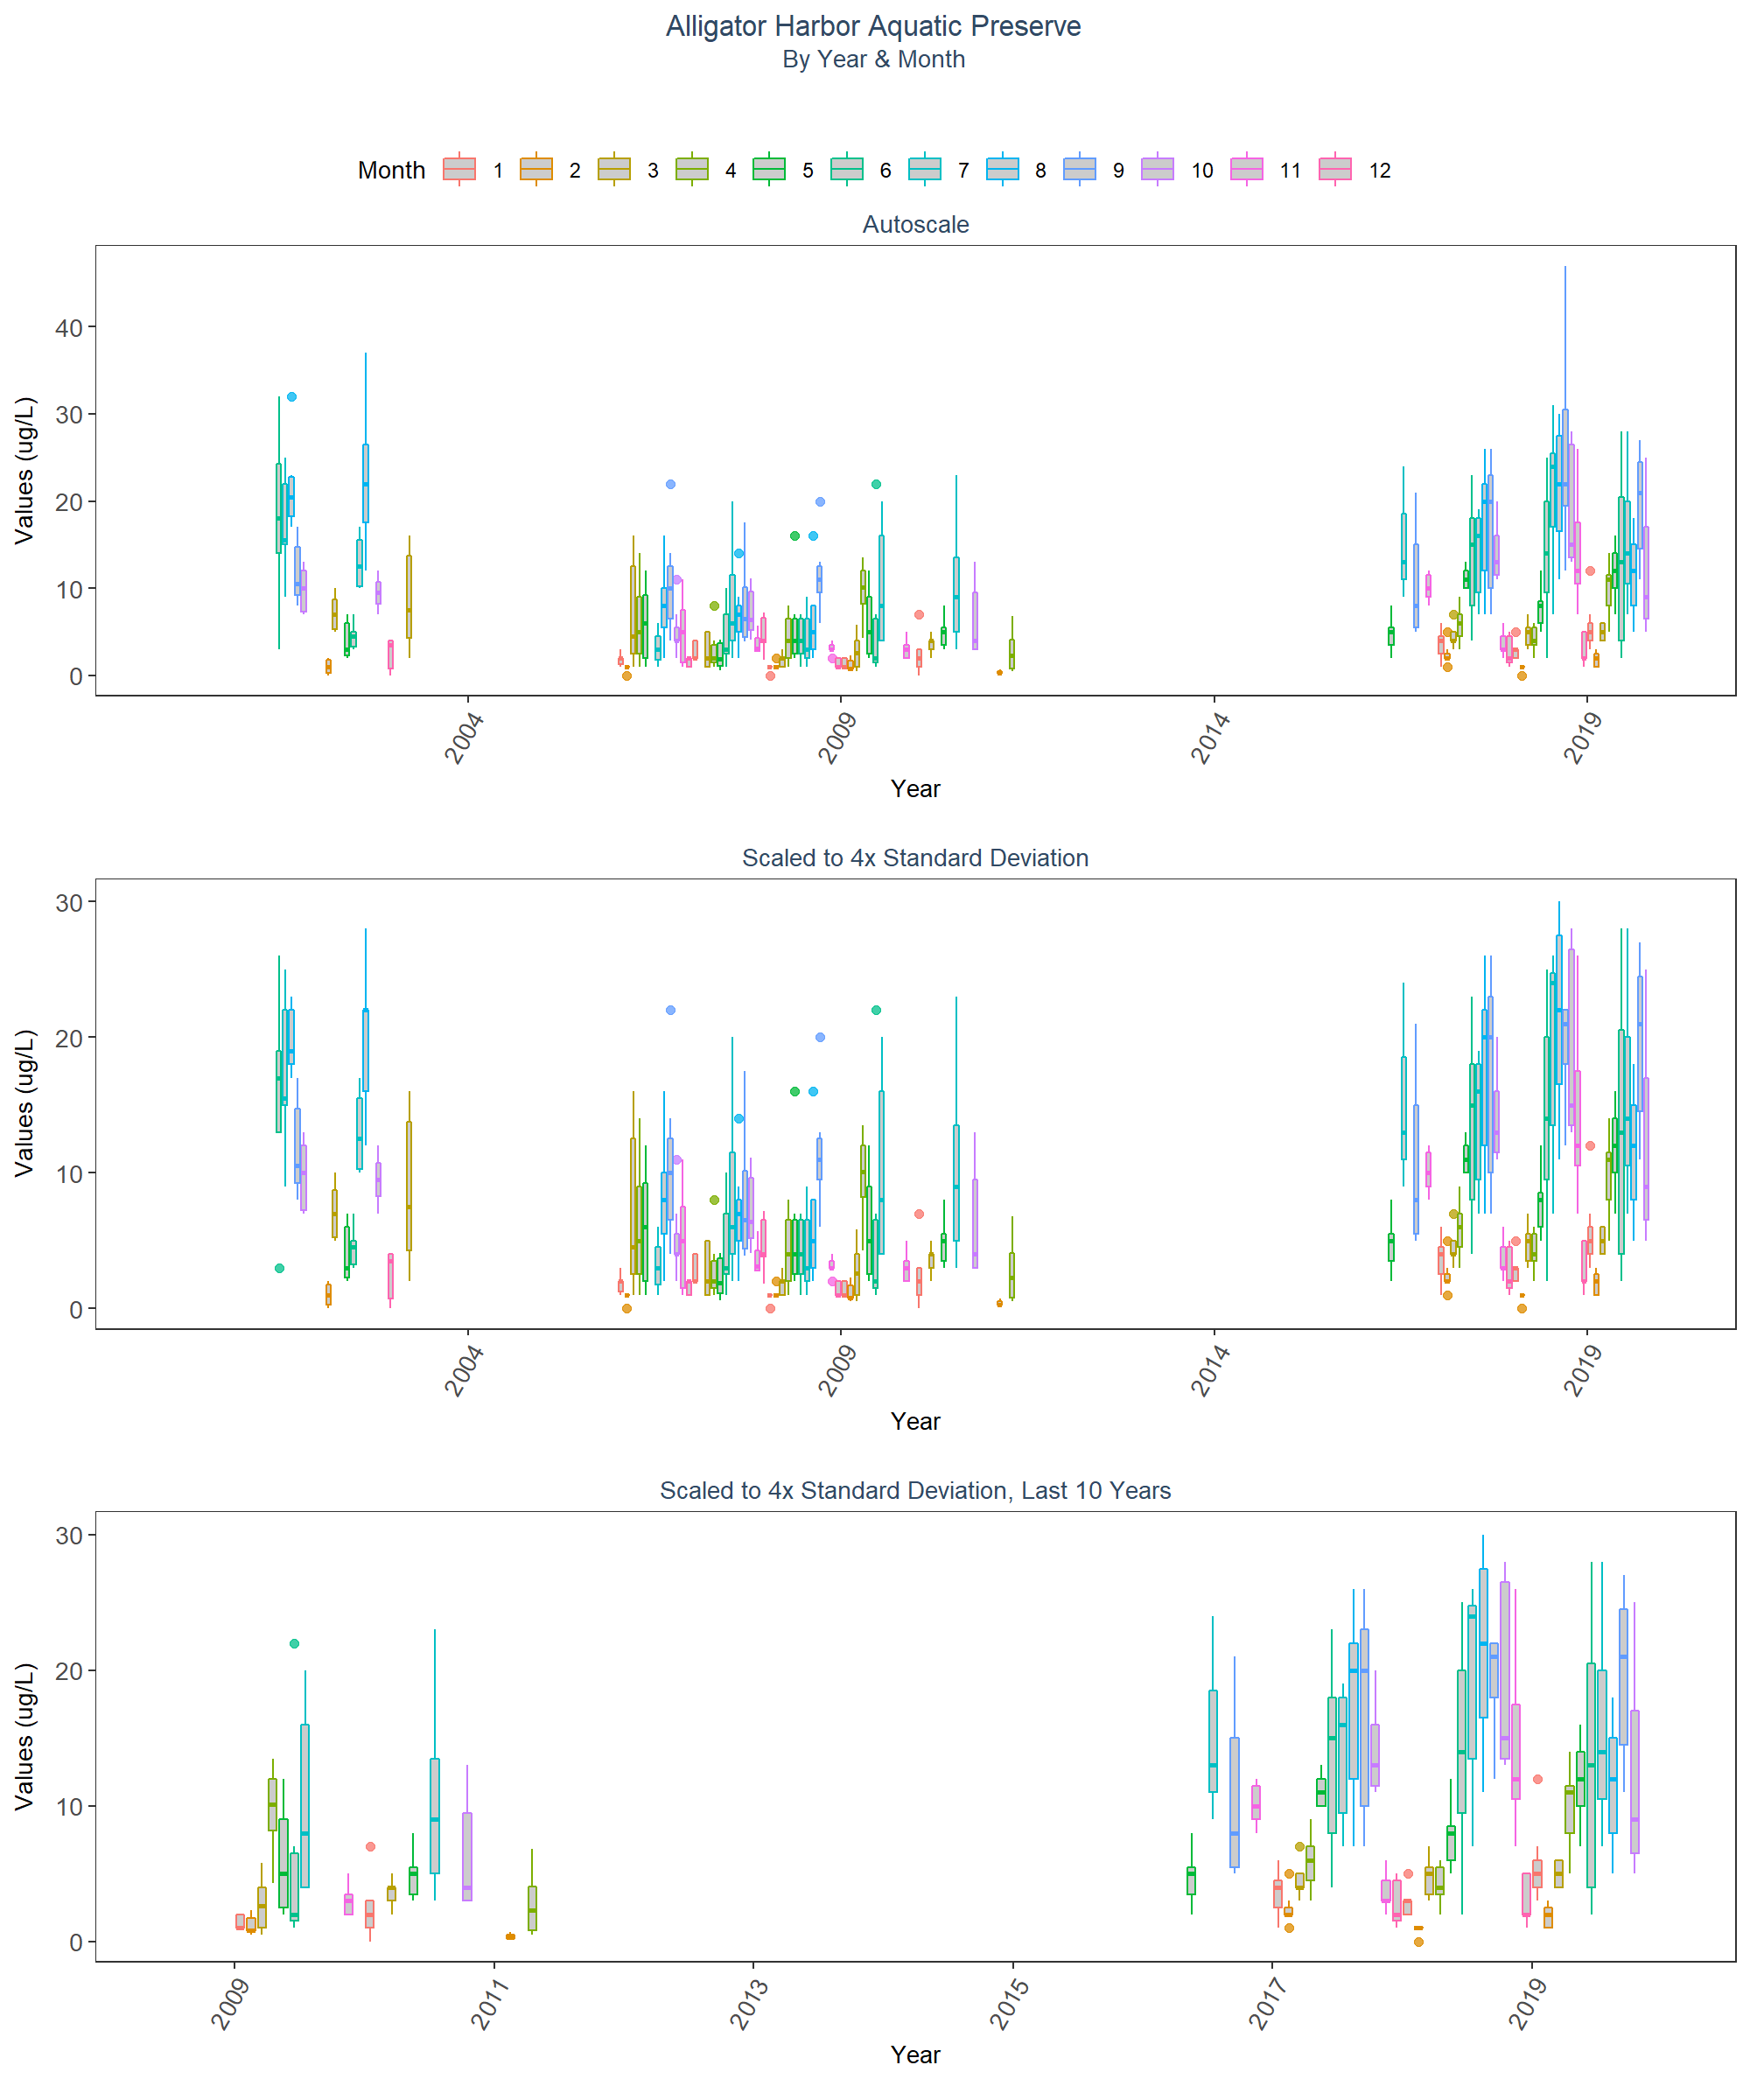 Alligator Harbor Aquatic Preserve
By Year & Month
Month 1 2 3 4 5 6 7 8 9 10 11 12
Autoscale
Values (ug/L)
40
30
20
10
0
2004 2009 2014 2019
Year
Scaled to 4x Standard Deviation
Values (ug/L)
30
20
10
0
2004 2009 2014 2019
Year
Scaled to 4x Standard Deviation, Last 10 Years
Values (ug/L)
30
20
10
0
2009 2011 2013 2015 2017 2019
Year